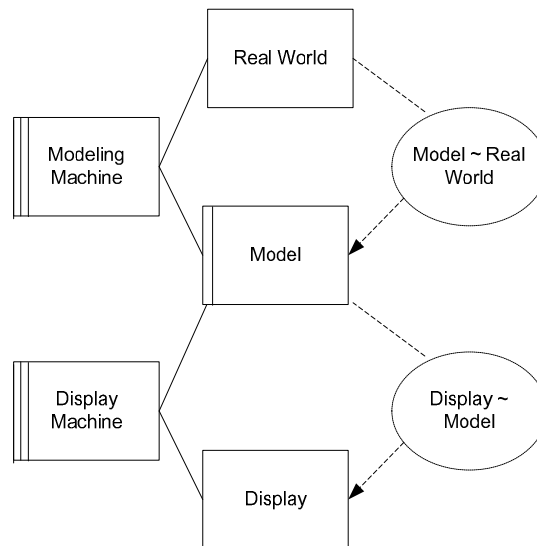 Real World
Modeling
Machine
Model ~ Real
World
Model
Display
Machine
Display ~
Model
Display